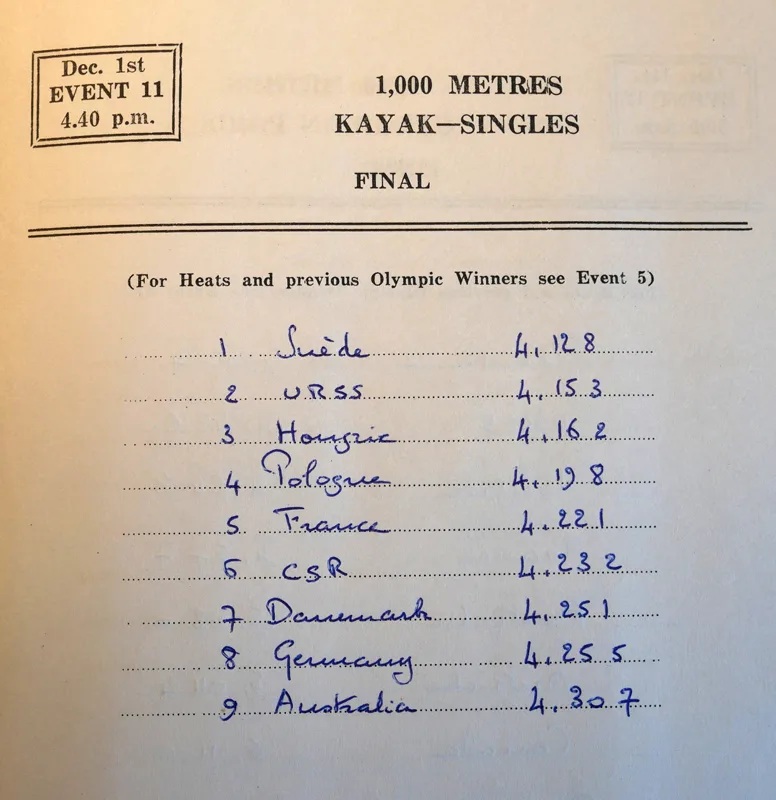 Dec. 1st
EVENT 11
4.40 p.m.
1,000 METRES
KAYAK—SINGLES
FINAL
(For Heats and previous Olympic Winners see Event 5)
1 Suède 4.12 8
2 URSS 4.15 3
3 Hongrie 4.16 2
4 Pologne 4.19 8
5 France 4.22 1
6 CSR 4.23 2
7 Danemark 4.25 1
8 Germany 4.25 5
9 Australia 4.30 7